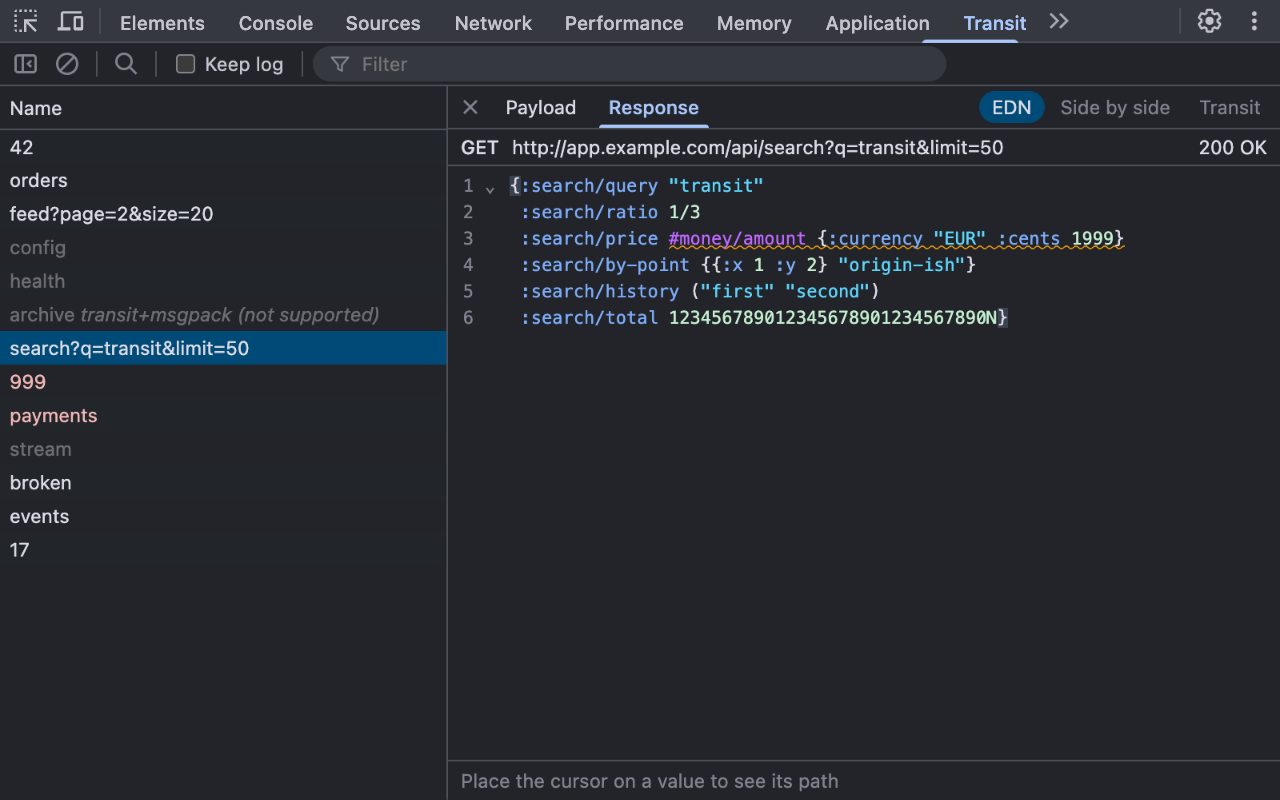 Elements Console Sources Network Performance Memory Application Transit
Keep log Filter
Name
Payload Response EDN Side by side Transit
GET http://app.example.com/api/search?q=transit&limit=50 200 OK
42
orders
feed?page=2&size=20
config
health
archive transit+msgpack (not supported)
search?q=transit&limit=50
999
payments
stream
broken
events
17
1 {:search/query "transit"
2 :search/ratio 1/3
3 :search/price #money/amount {:currency "EUR" :cents 1999}
4 :search/by-point {{:x 1 :y 2} "origin-ish"}
5 :search/history ("first" "second")
6 :search/total 123456789012345678901234567890N}
Place the cursor on a value to see its path